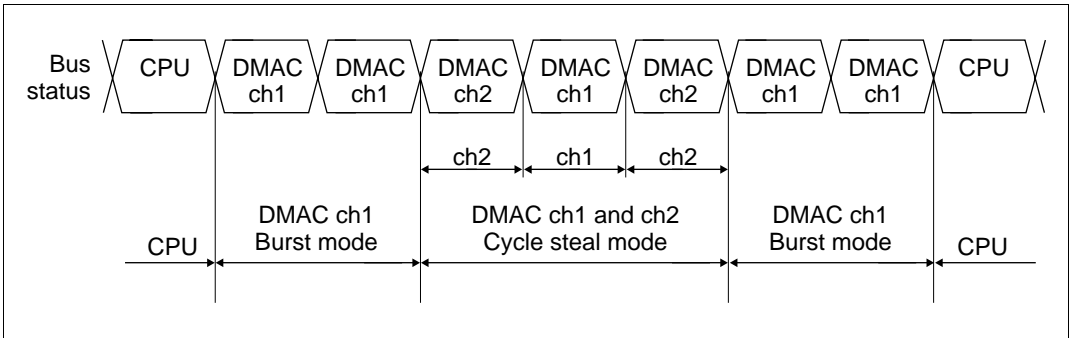 Bus status
CPU
DMAC ch1
DMAC ch1
DMAC ch2
DMAC ch1
DMAC ch2
DMAC ch1
DMAC ch1
CPU
ch2
ch1
ch2
CPU
DMAC ch1
Burst mode
DMAC ch1 and ch2
Cycle steal mode
DMAC ch1
Burst mode
CPU